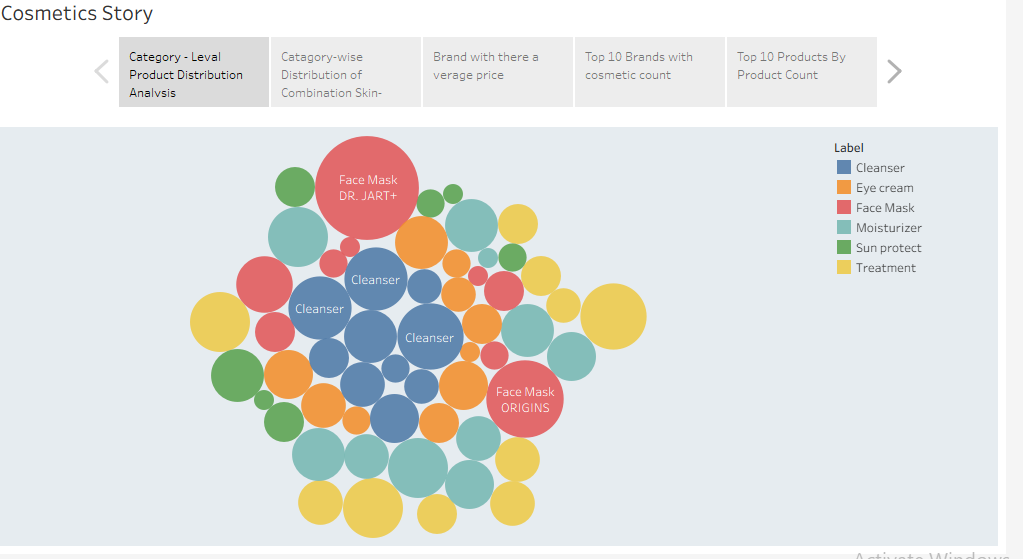 Cosmetics Story
Category - Leval
Product Distribution
Analysis
Catagory-wise
Distribution of
Combination Skin-
Brand with there a
verage price
Top 10 Brands with
cosmetic count
Top 10 Products By
Product Count
Label
Cleanser
Eye cream
Face Mask
Moisturizer
Sun protect
Treatment
Face Mask
DR. JART+
Cleanser
Cleanser
Cleanser
Face Mask
ORIGINS
Activate Windows